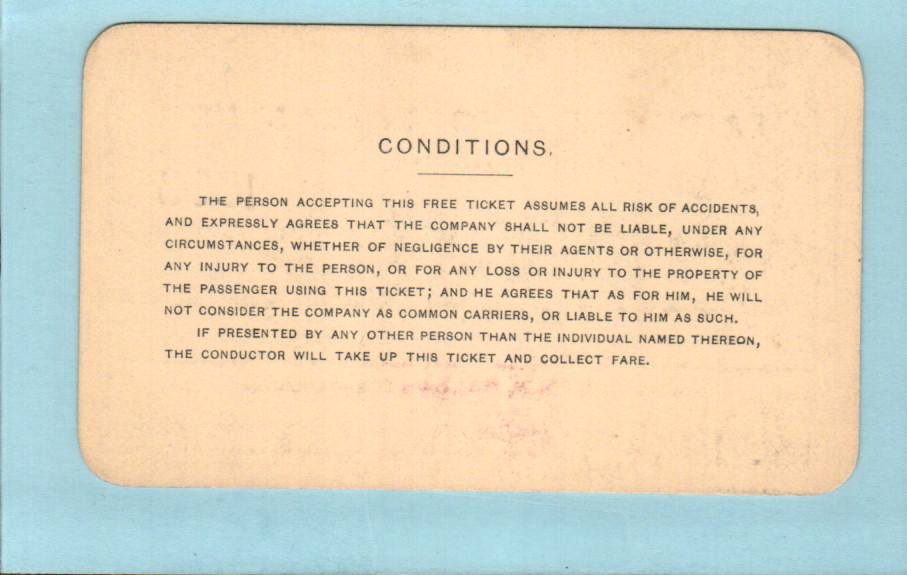 CONDITIONS.
THE PERSON ACCEPTING THIS FREE TICKET ASSUMES ALL RISK OF ACCIDENTS,
AND EXPRESSLY AGREES THAT THE COMPANY SHALL NOT BE LIABLE, UNDER ANY
CIRCUMSTANCES, WHETHER OF NEGLIGENCE BY THEIR AGENTS OR OTHERWISE, FOR
ANY INJURY TO THE PERSON, OR FOR ANY LOSS OR INJURY TO THE PROPERTY OF
THE PASSENGER USING THIS TICKET; AND HE AGREES THAT AS FOR HIM, HE WILL
NOT CONSIDER THE COMPANY AS COMMON CARRIERS, OR LIABLE TO HIM AS SUCH.
IF PRESENTED BY ANY OTHER PERSON THAN THE INDIVIDUAL NAMED THEREON,
THE CONDUCTOR WILL TAKE UP THIS TICKET AND COLLECT FARE.